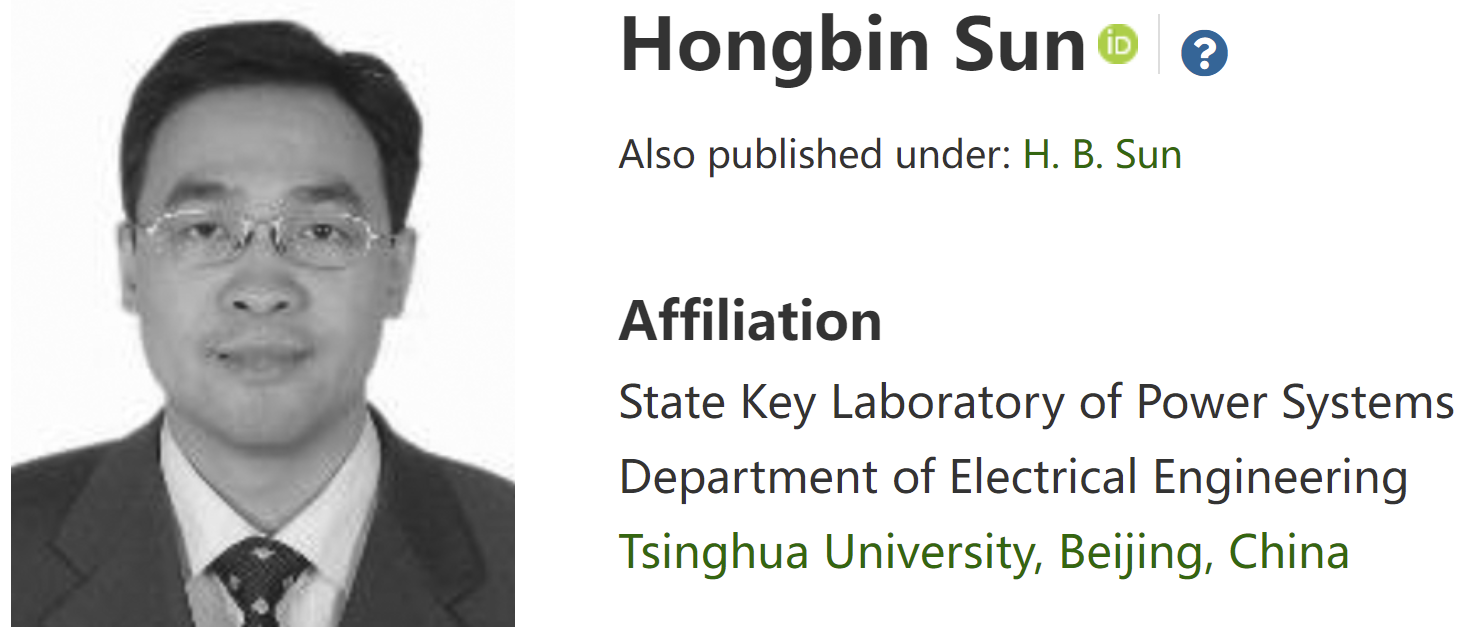 Hongbin Sun iD ?
Also published under: H. B. Sun
Affiliation
State Key Laboratory of Power Systems
Department of Electrical Engineering
Tsinghua University, Beijing, China